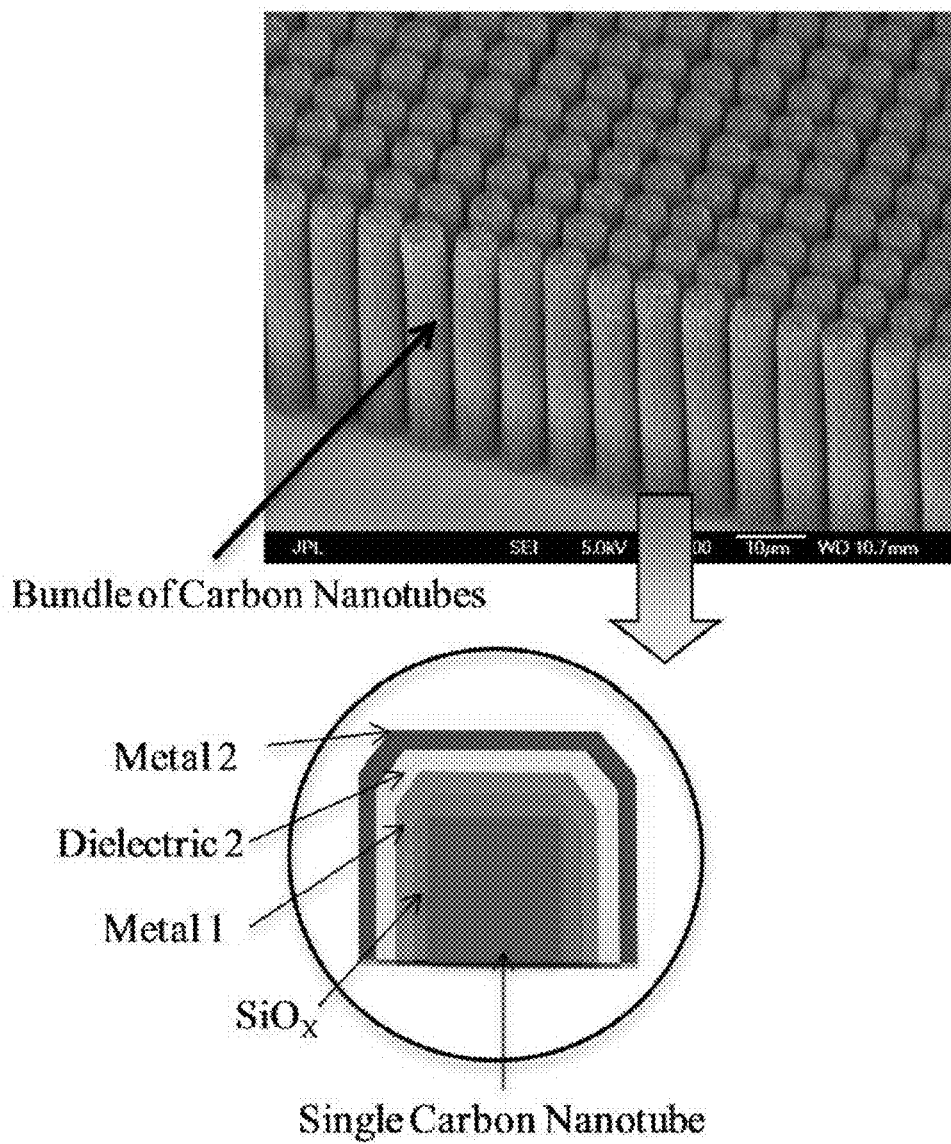 JPL SEI 5.0kV 00 10μm WD 10.7mm
Bundle of Carbon Nanotubes
Metal 2
Dielectric 2
Metal 1
SiOX
Single Carbon Nanotube